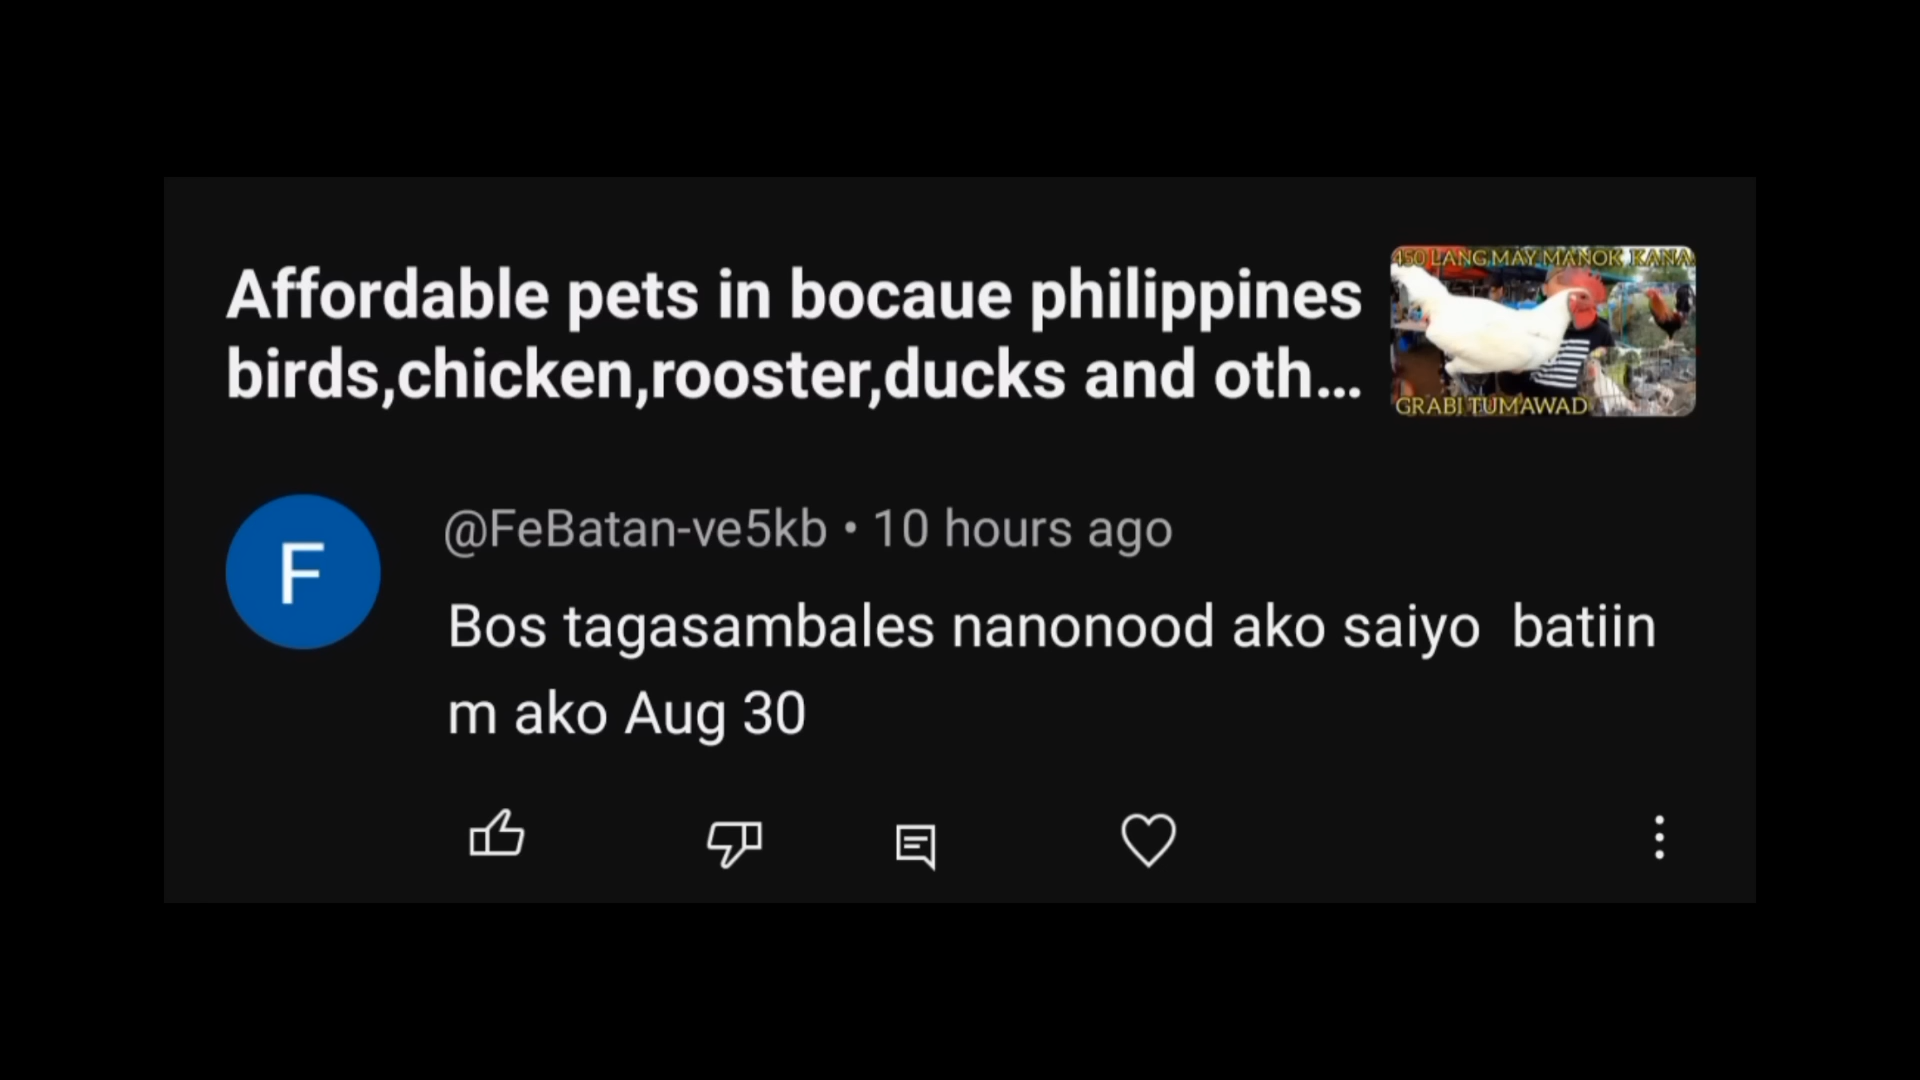 Affordable pets in bocaue philippines
birds,chicken,rooster,ducks and oth...
450 LANG MAY MANOK KANA
GRABI TUMAWAD
F
@FeBatan-ve5kb • 10 hours ago
Bos tagasambales nanonood ako saiyo  batiin
m ako Aug 30